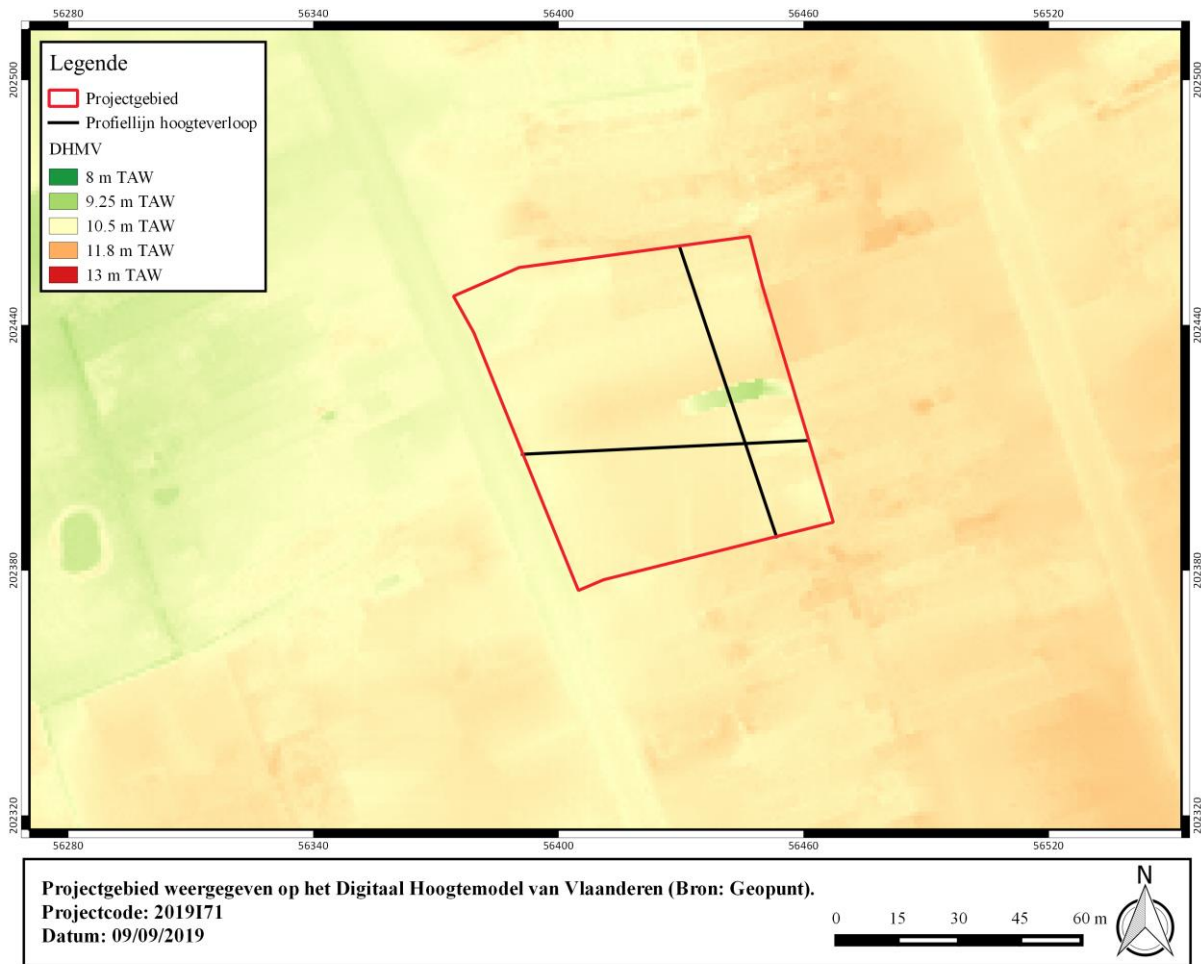 56280 56340 56400 56460 56520
202500 202500
Legende
Projectgebied
Profiellijn hoogteverloop
DHMV
8 m TAW
9.25 m TAW
10.5 m TAW
11.8 m TAW
13 m TAW
202440 202440
202380 202380
202320 202320
56280 56340 56400 56460 56520
Projectgebied weergegeven op het Digitaal Hoogtemodel van Vlaanderen (Bron: Geopunt).
Projectcode: 2019I71
Datum: 09/09/2019
0 15 30 45 60 m
N